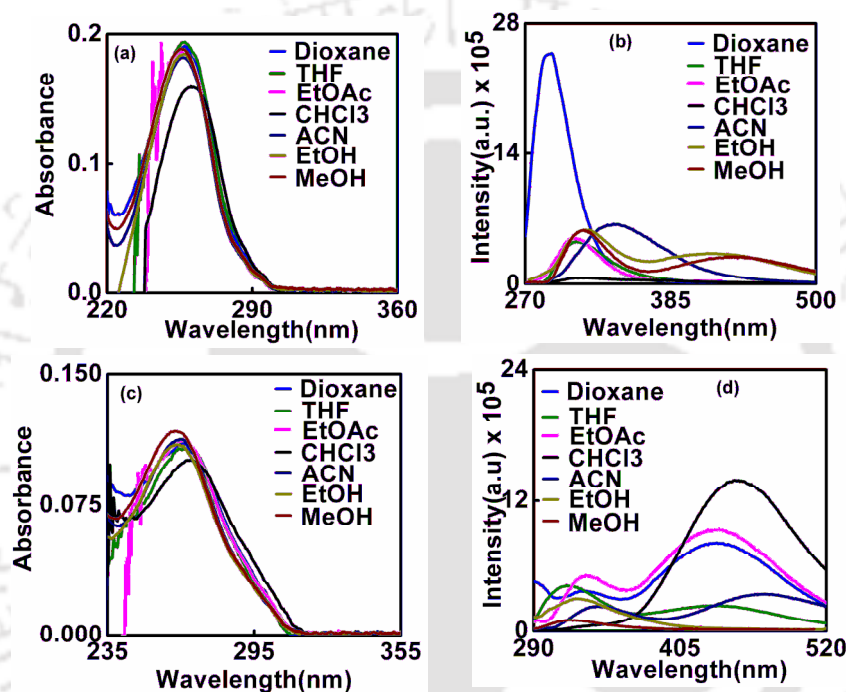 (a)
0.2
0.1
0.0
Absorbance
220
290
360
Wavelength(nm)
Dioxane
THF
EtOAc
CHCl3
ACN
EtOH
MeOH
(b)
28
14
0
Intensity(a.u.) x 10⁵
270
385
500
Wavelength(nm)
Dioxane
THF
EtOAc
CHCl3
ACN
EtOH
MeOH
(c)
0.150
0.075
0.000
Absorbance
235
295
355
Wavelength(nm)
Dioxane
THF
EtOAc
CHCl3
ACN
EtOH
MeOH
(d)
24
12
0
Intensity(a.u) x 10⁵
290
405
520
Wavelength(nm)
Dioxane
THF
EtOAc
CHCl3
ACN
EtOH
MeOH